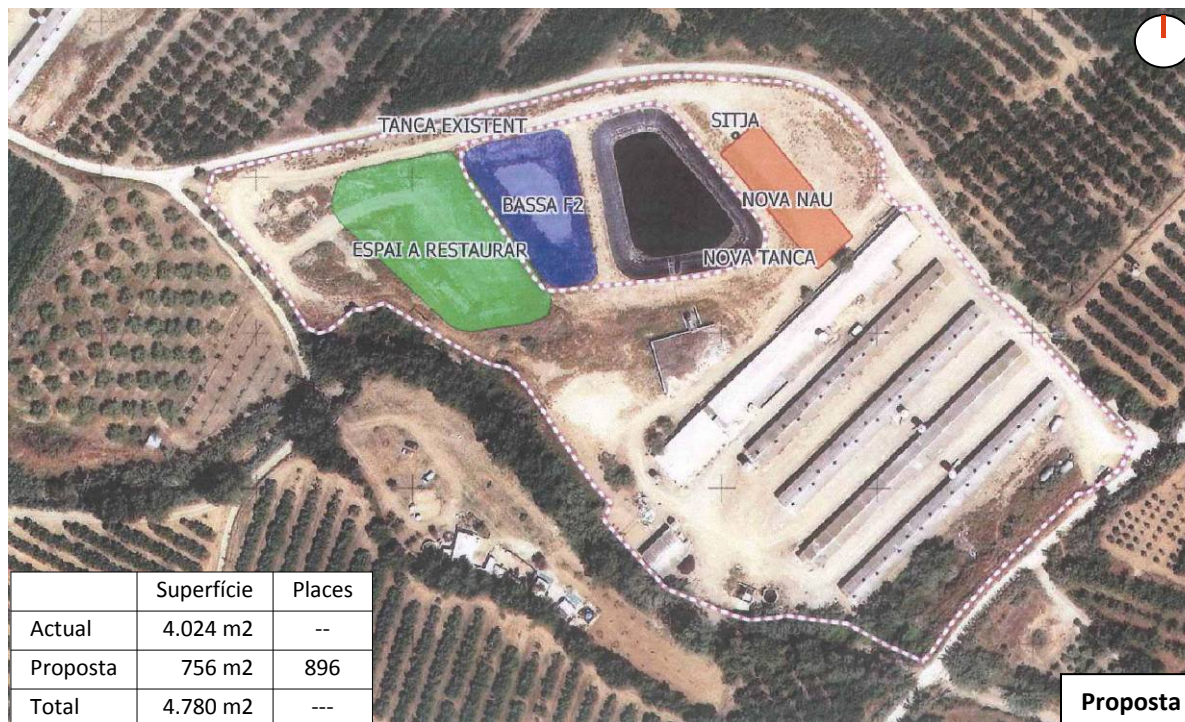 TANCA EXISTENT
SITJA
BASSA F2
NOVA NAU
ESPAI A RESTAURAR
NOVA TANCA
Superfície Places
Actual 4.024 m2 --
Proposta 756 m2 896
Total 4.780 m2 ---
Proposta